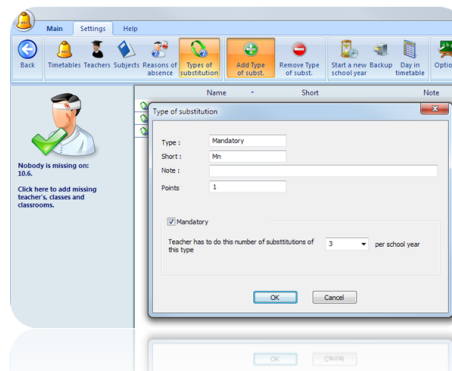 Main Settings Help
Back Timetables Teachers Subjects Reasons of absence Types of substitution Add Type of subst. Remove Type of subst. Start a new school year Backup Day in timetable
Name Short Note
Type of substitution
Nobody is missing on:
10.6.
Click here to add missing
teacher's, classes and
classrooms.
Type : Mandatory
Short : Mn
Note :
Points 1
Mandatory
Teacher has to do this number of substitutions of
this type
3 per school year
OK Cancel
OK Cancel